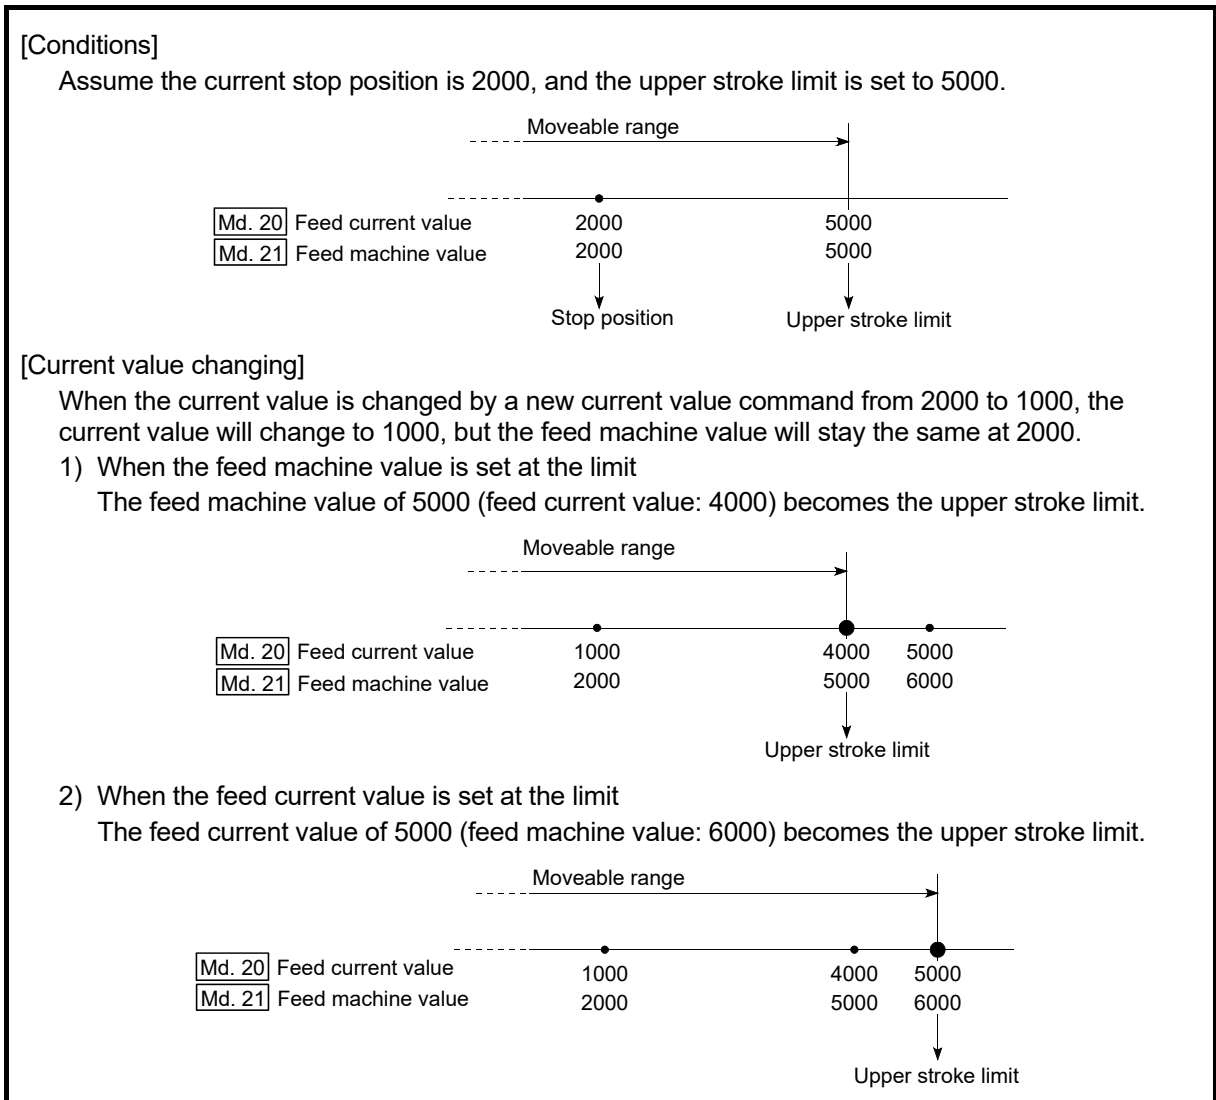 [Conditions]
Assume the current stop position is 2000, and the upper stroke limit is set to 5000.
Moveable range
Md. 20 Feed current value 2000 5000
Md. 21 Feed machine value 2000 5000
Stop position Upper stroke limit
[Current value changing]
When the current value is changed by a new current value command from 2000 to 1000, the
current value will change to 1000, but the feed machine value will stay the same at 2000.
1) When the feed machine value is set at the limit
The feed machine value of 5000 (feed current value: 4000) becomes the upper stroke limit.
Moveable range
Md. 20 Feed current value 1000 4000 5000
Md. 21 Feed machine value 2000 5000 6000
Upper stroke limit
2) When the feed current value is set at the limit
The feed current value of 5000 (feed machine value: 6000) becomes the upper stroke limit.
Moveable range
Md. 20 Feed current value 1000 4000 5000
Md. 21 Feed machine value 2000 5000 6000
Upper stroke limit